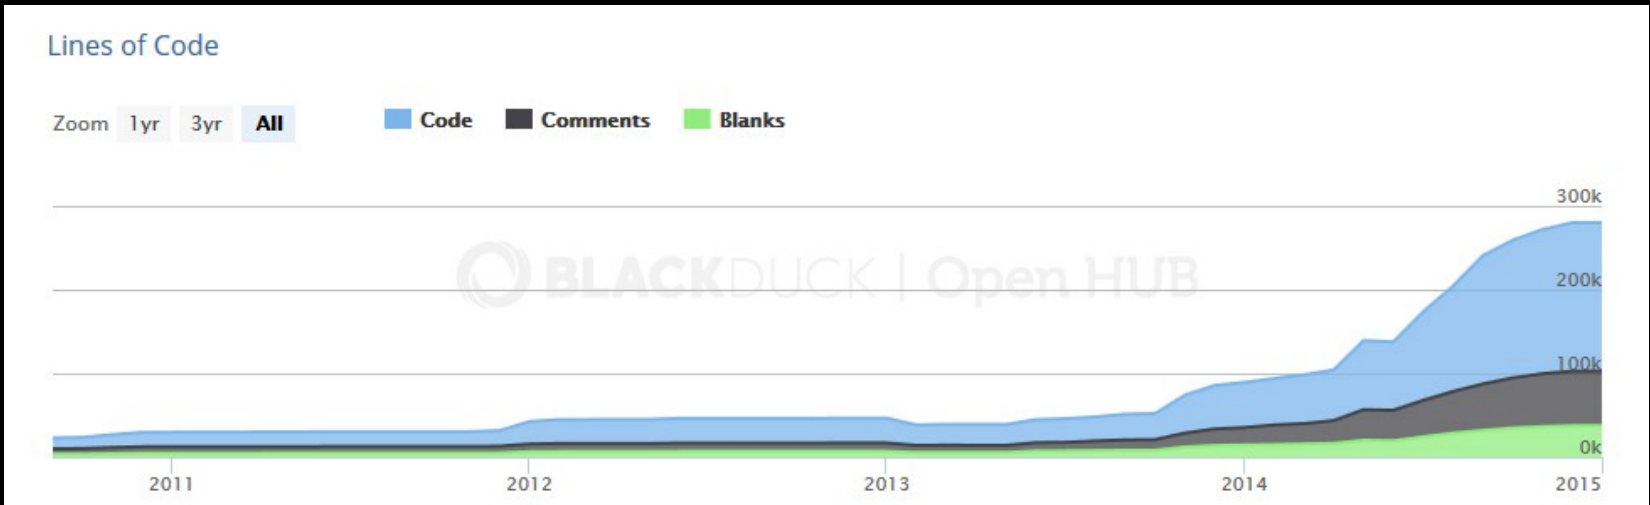 Lines of Code
Zoom 1yr 3yr All Code Comments Blanks
300k
BLACKDUCK | Open HUB
200k
100k
0k
2011 2012 2013 2014 2015